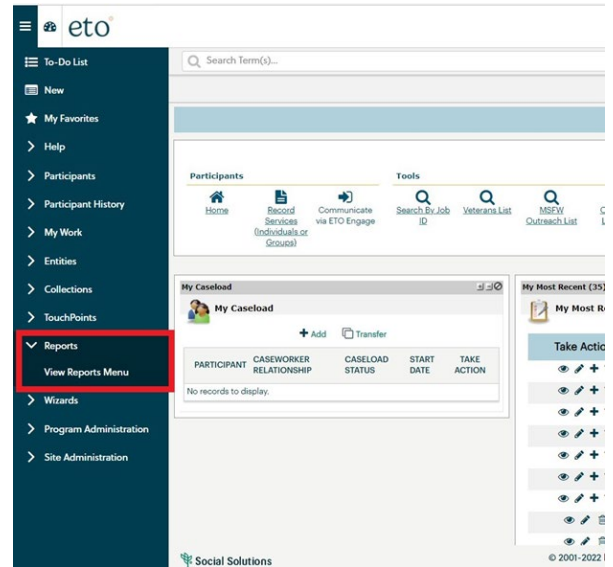 eto
To-Do List
Search Term(s)...
New
My Favorites
Help
Participants
Participant History
My Work
Entities
Collections
TouchPoints
Reports
View Reports Menu
Wizards
Program Administration
Site Administration
Participants
Tools
Home
Record Services (Individuals or Groups)
Communicate via ETO Engage
Search By Job ID
Veterans List
MSFW Outreach List
My Caseload
My Caseload
Add Transfer
PARTICIPANT CASEWORKER RELATIONSHIP CASELOAD STATUS START DATE TAKE ACTION
No records to display.
My Most Recent (35)
My Most R
Take Actio
Social Solutions
© 2001-2022